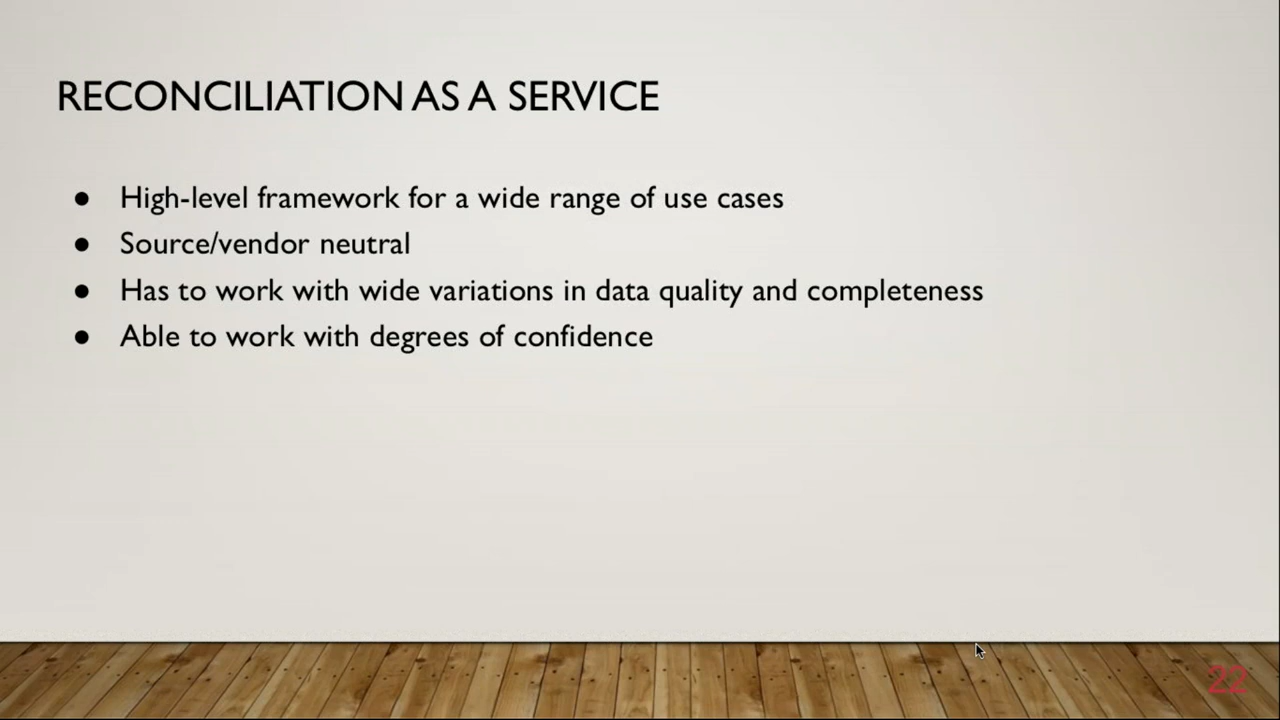 RECONCILIATION AS A SERVICE
● High-level framework for a wide range of use cases
● Source/vendor neutral
● Has to work with wide variations in data quality and completeness
● Able to work with degrees of confidence
22